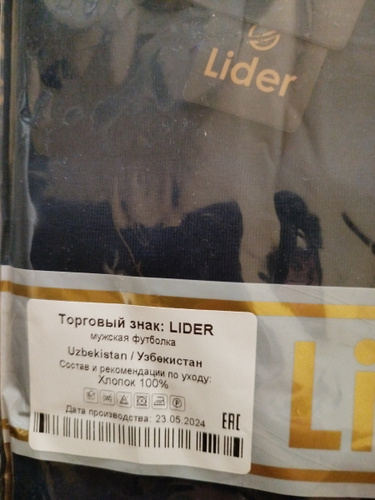 Lider
Торговый знак: LIDER
мужская футболка
Uzbekistan / Узбекистан
Состав и рекомендации по уходу:
Хлопок 100%
Дата производства: 23.05.2024
EAC
Li